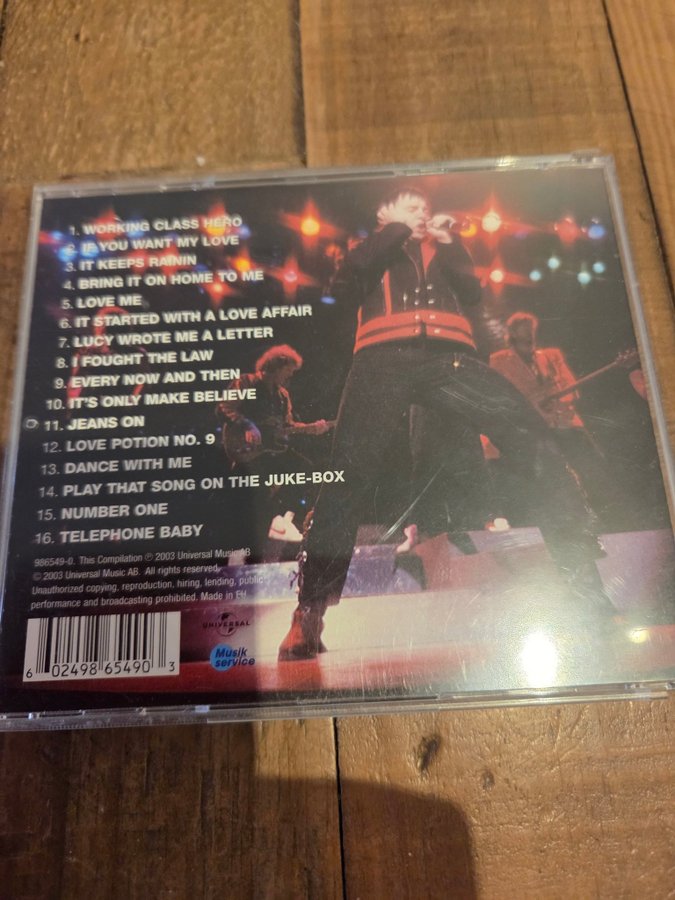 1. WORKING CLASS HERO
2. IF YOU WANT MY LOVE
3. IT KEEPS RAININ
4. BRING IT ON HOME TO ME
5. LOVE ME
6. IT STARTED WITH A LOVE AFFAIR
7. LUCY WROTE ME A LETTER
8. I FOUGHT THE LAW
9. EVERY NOW AND THEN
10. IT'S ONLY MAKE BELIEVE
11. JEANS ON
12. LOVE POTION NO. 9
13. DANCE WITH ME
14. PLAY THAT SONG ON THE JUKE-BOX
15. NUMBER ONE
16. TELEPHONE BABY
986549-0. This Compilation ℗ 2003 Universal Music AB
© 2003 Universal Music AB. All rights reserved.
Unauthorized copying, reproduction, hiring, lending, public
performance and broadcasting prohibited. Made in EU
UNIVERSAL
Musik
service
6 02498 65490 3